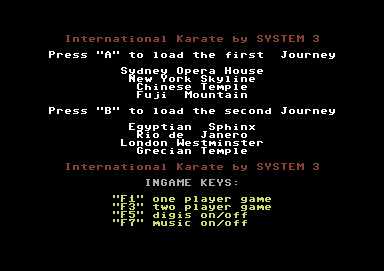 International Karate by SYSTEM 3
Press "A" to load the first  Journey
Sydney Opera House
New York Skyline
Chinese Temple
Fuji  Mountain
Press "B" to load the second Journey
Egyptian  Sphinx
Rio de  Janero
London Westminster
Grecian Temple
International Karate by SYSTEM 3
INGAME KEYS:
"F1" one player game
"F3" two player game
"F5" digis on/off
"F7" music on/off